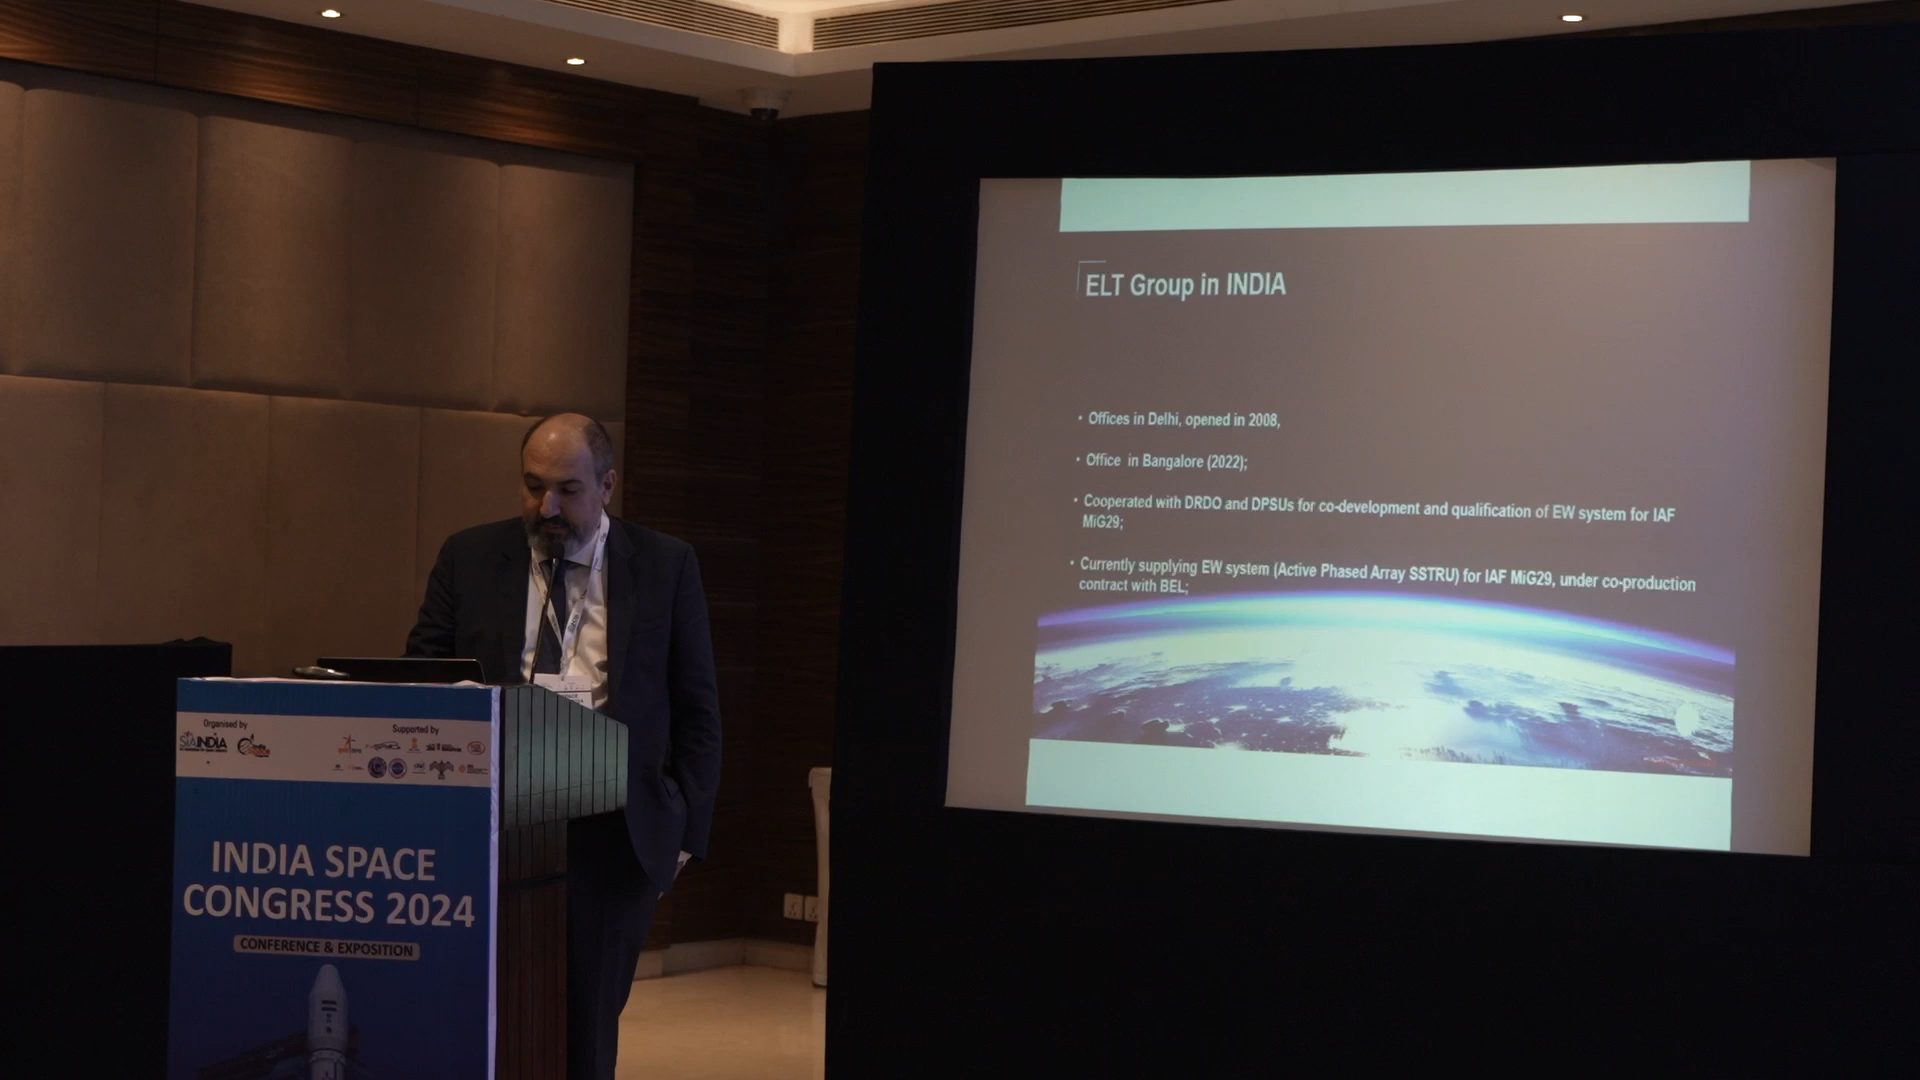 ELT Group in INDIA
• Offices in Delhi, opened in 2008,
• Office in Bangalore (2022);
• Cooperated with DRDO and DPSUs for co-development and qualification of EW system for IAF
MiG29;
• Currently supplying EW system (Active Phased Array SSTRU) for IAF MiG29, under co-production
contract with BEL;
Organised by
Supported by
SIAINDIA
INDIA SPACE
CONGRESS 2024
CONFERENCE & EXPOSITION